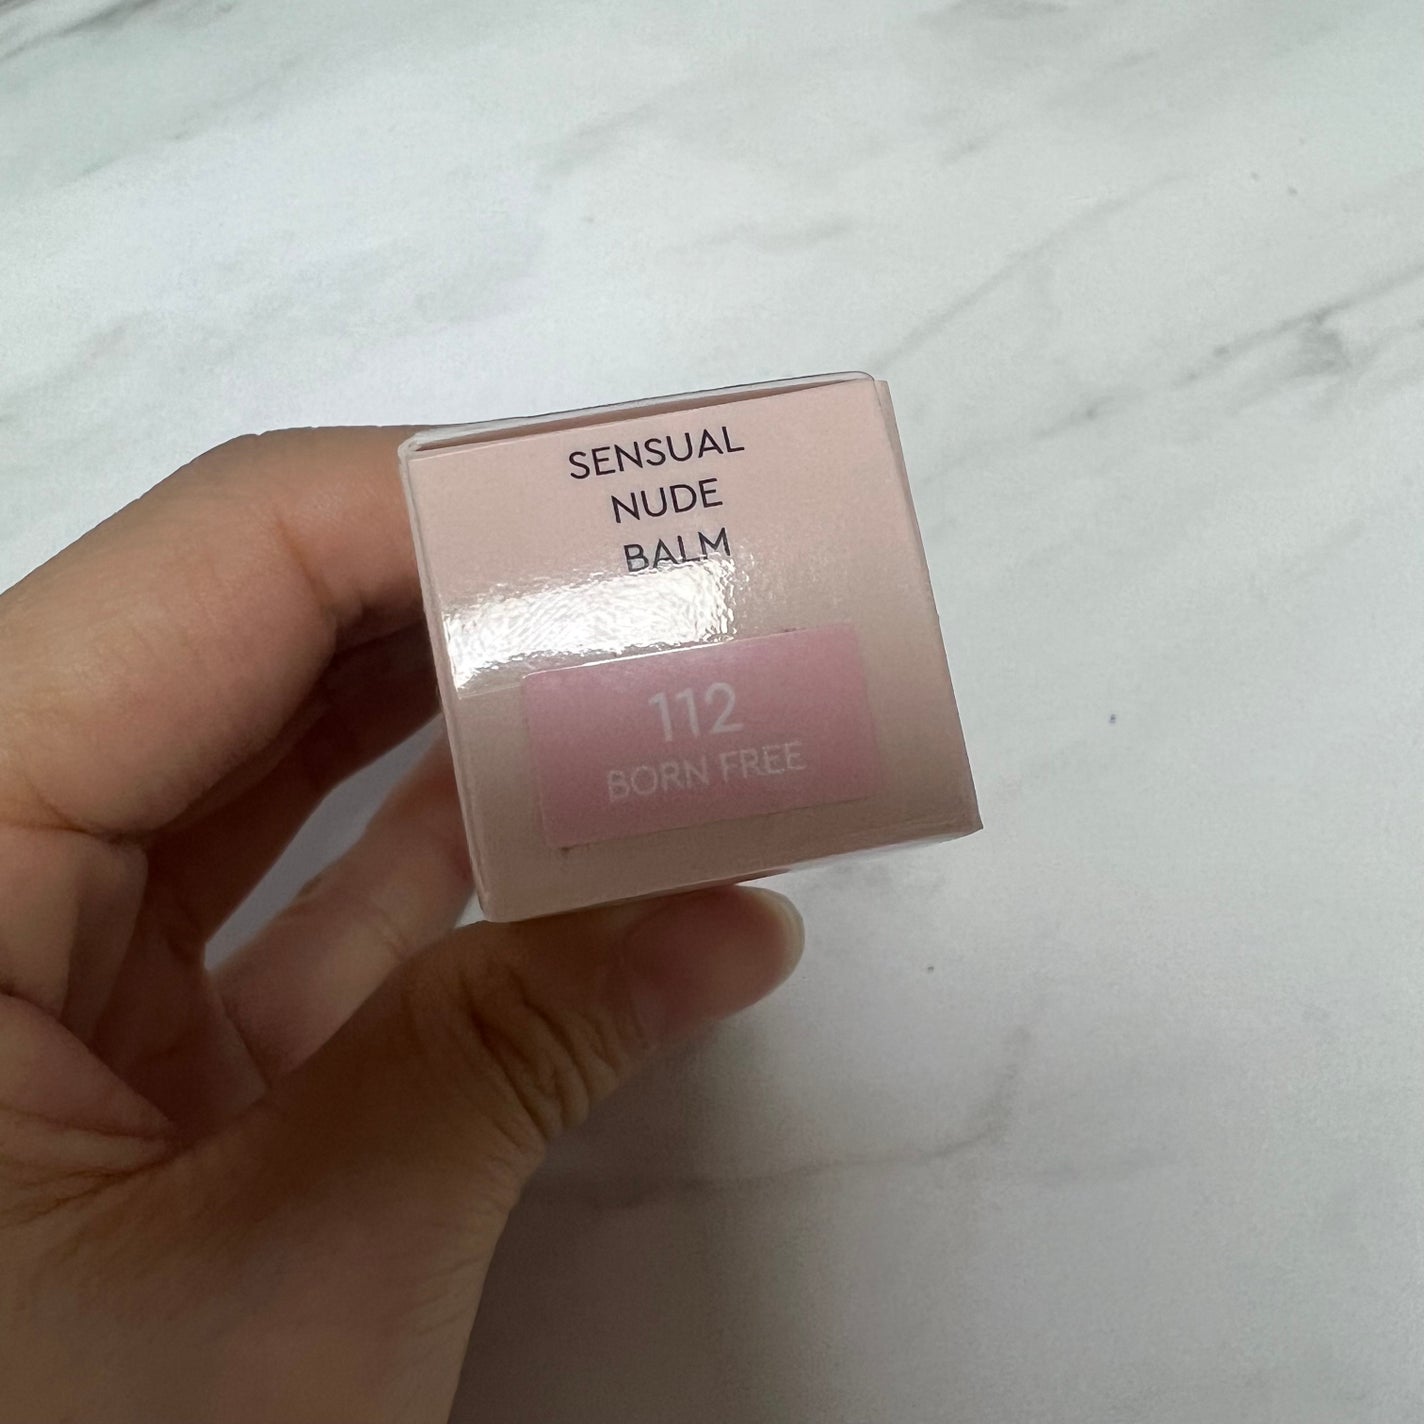 SENSUAL
NUDE
BALM
112
BORN FREE